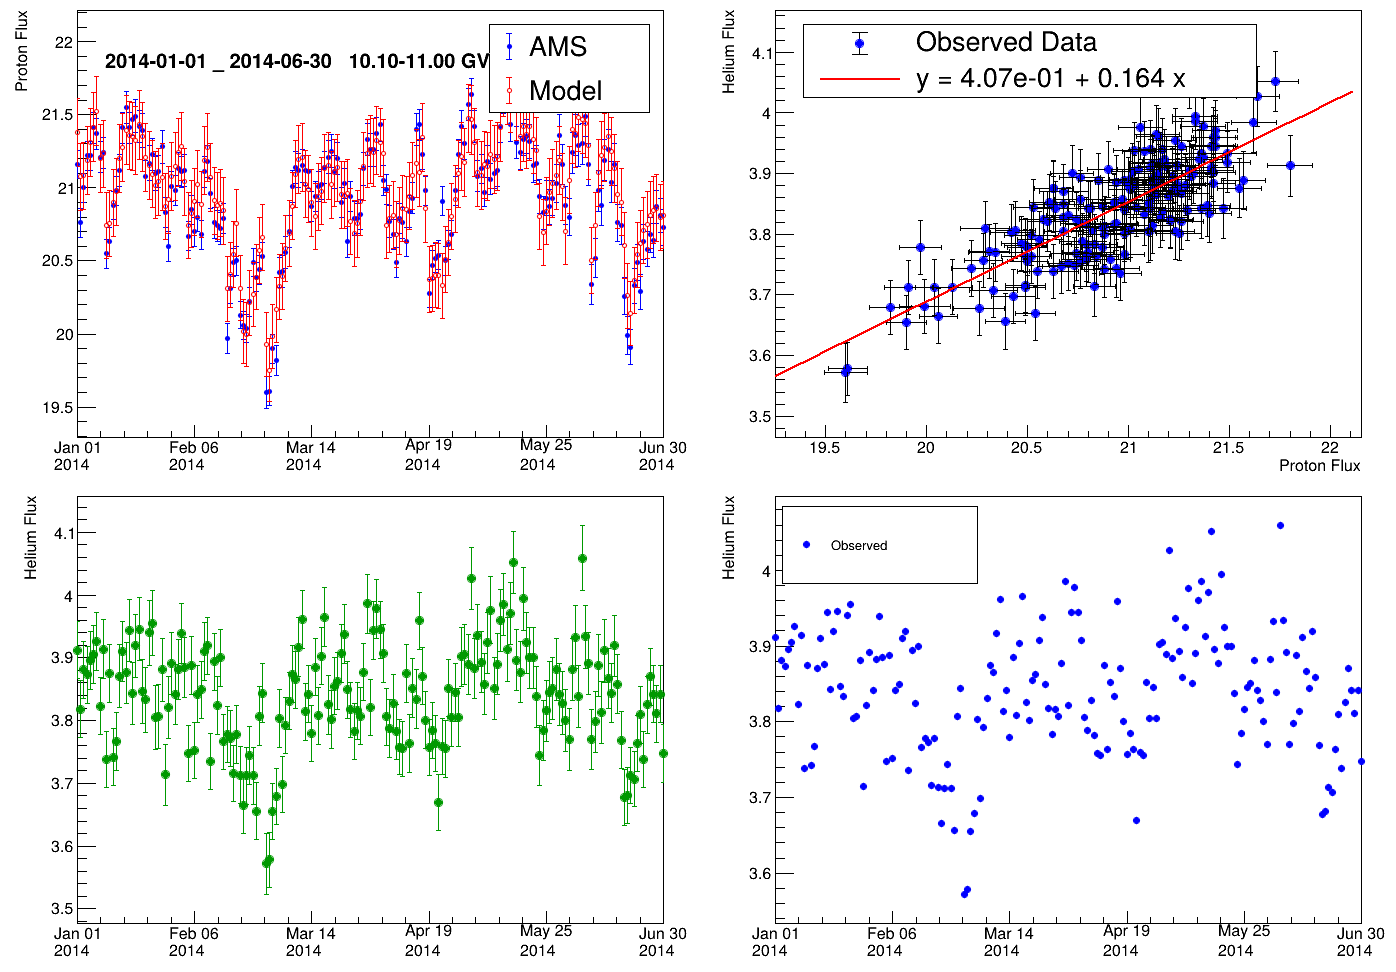 Proton Flux
22
21.5
21
20.5
20
19.5
2014-01-01 _ 2014-06-30 10.10-11.00 GV
AMS
Model
Jan 01
2014
Feb 06
2014
Mar 14
2014
Apr 19
2014
May 25
2014
Jun 30
2014
Helium Flux
4.1
4
3.9
3.8
3.7
3.6
3.5
Observed Data
y = 4.07e-01 + 0.164 x
19.5
20
20.5
21
21.5
22
Proton Flux
Helium Flux
4.1
4
3.9
3.8
3.7
3.6
3.5
Jan 01
2014
Feb 06
2014
Mar 14
2014
Apr 19
2014
May 25
2014
Jun 30
2014
Helium Flux
4
3.9
3.8
3.7
3.6
Observed
Jan 01
2014
Feb 06
2014
Mar 14
2014
Apr 19
2014
May 25
2014
Jun 30
2014